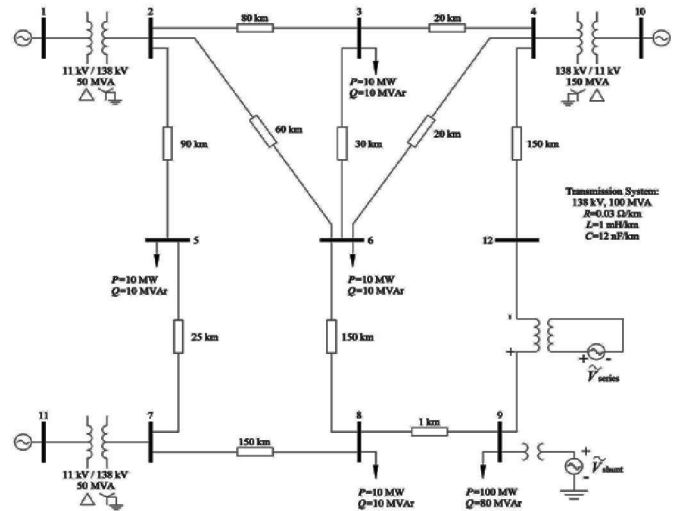 1
2
80 km
3
20 km
4
10
11 kV / 138 kV
50 MVA
P=10 MW
Q=10 MVAr
138 kV / 11 kV
150 MVA
90 km
60 km
30 km
20 km
150 km
Transmission System:
138 kV, 100 MVA
R=0.03 Ω/km
L=1 mH/km
C=12 nF/km
5
6
12
P=10 MW
Q=10 MVAr
P=10 MW
Q=10 MVAr
25 km
150 km
+
+
+ -
Ṽseries
11
7
8
1 km
9
150 km
+
Ṽshunt
-
11 kV / 138 kV
50 MVA
P=10 MW
Q=10 MVAr
P=100 MW
Q=80 MVAr